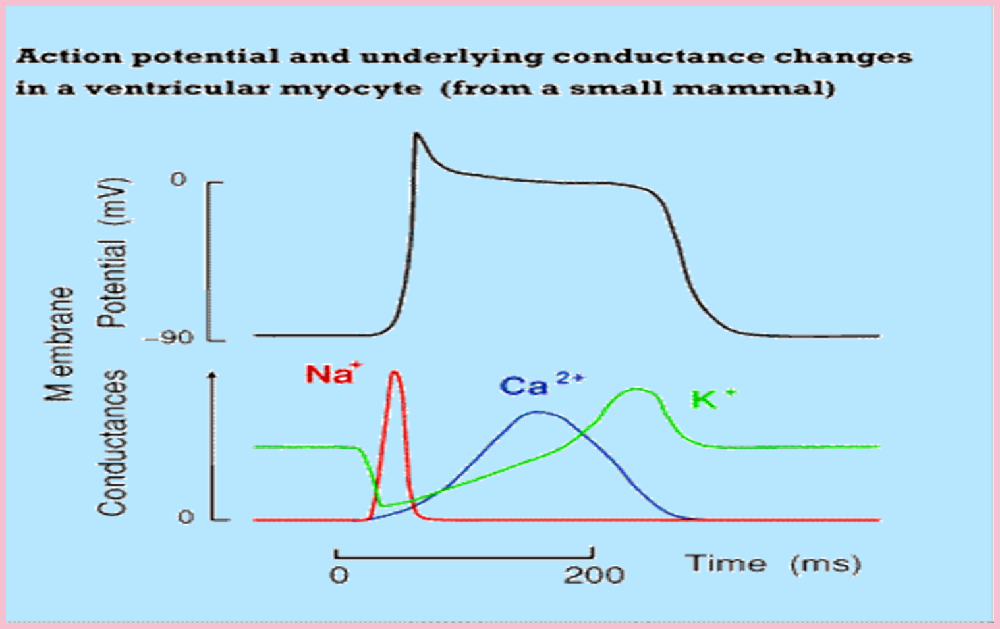 Action potential and underlying conductance changes
in a ventricular myocyte (from a small mammal)
Membrane
Potential (mV)
0
–90
Conductances
0
Na⁺
Ca²⁺
K⁺
0
200
Time (ms)